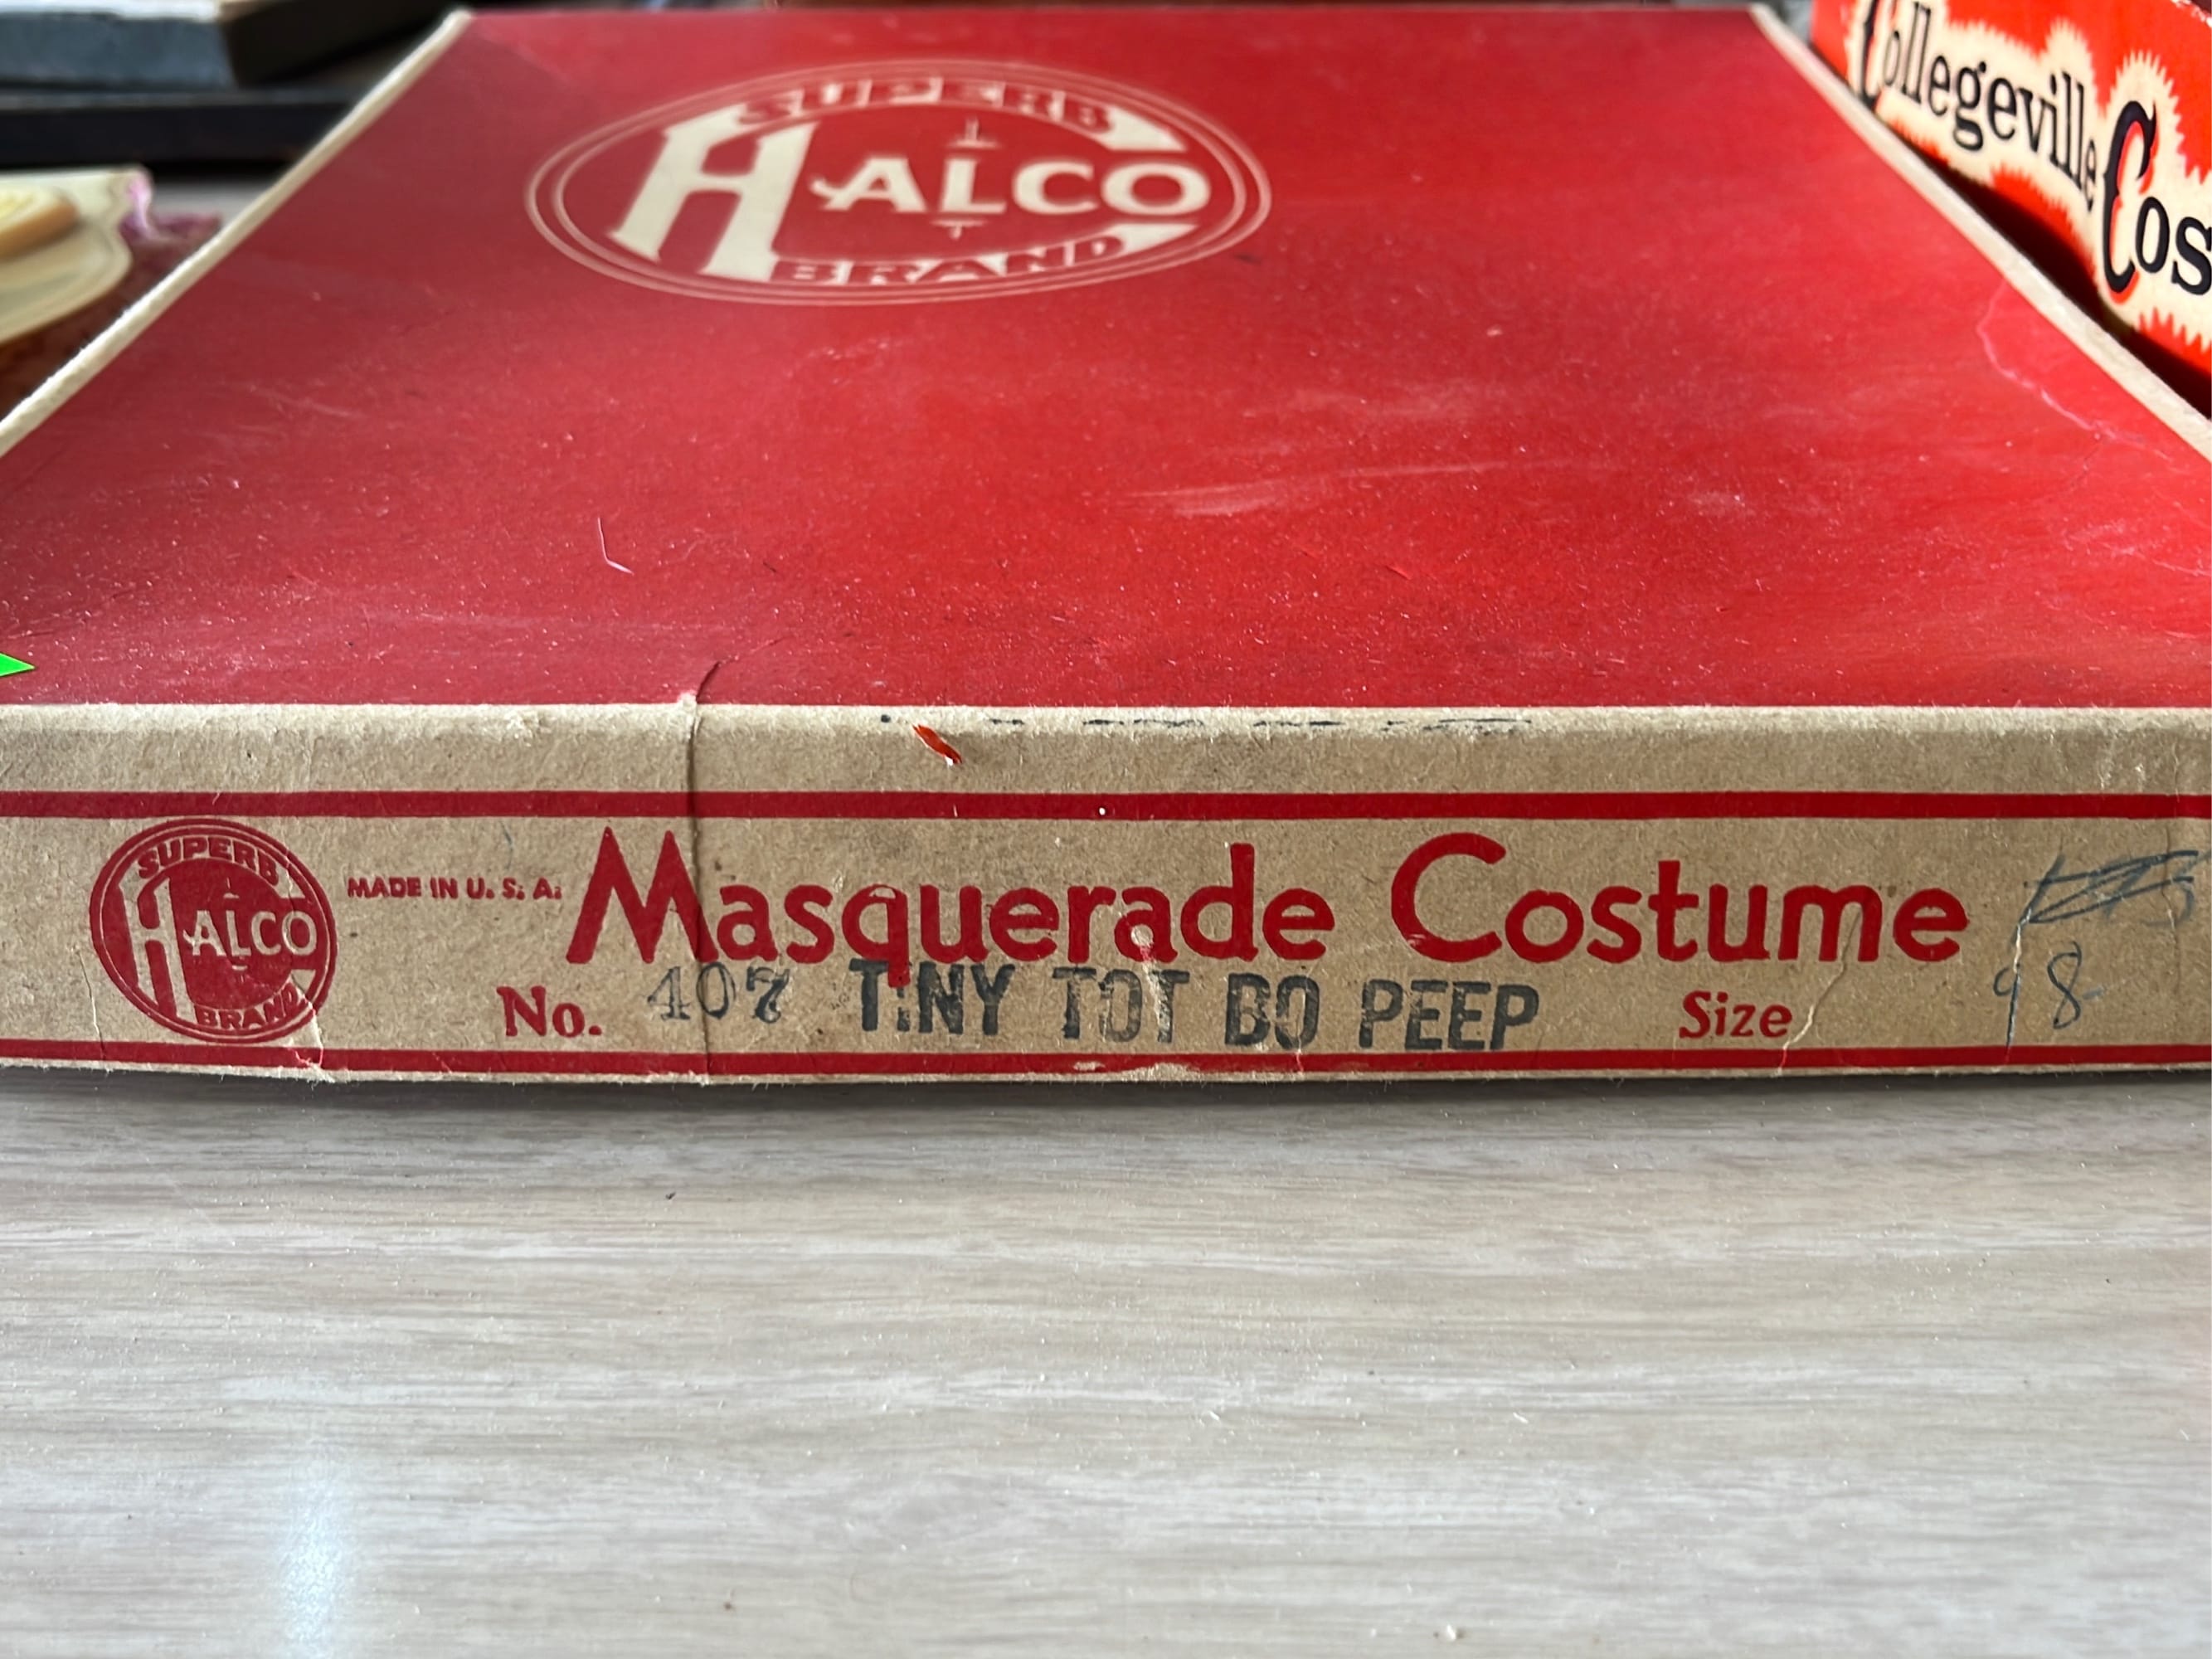 SUPERB
HALCO
BRAND
Collegeville Cos
SUPERB
HALCO
BRAND
MADE IN U. S. A.
Masquerade Costume
No. 407 TINY TOT BO PEEP Size 98